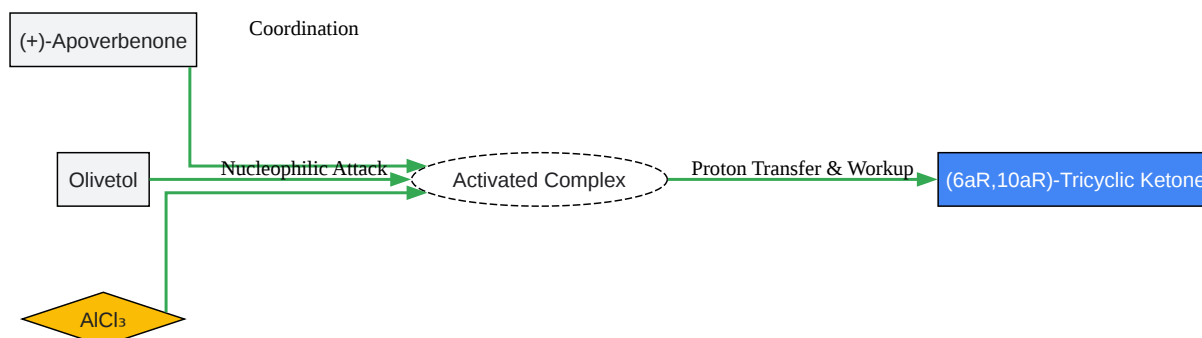 (+)-Apoverbenone
Coordination
Olivetol
Nucleophilic Attack
Activated Complex
Proton Transfer & Workup
(6aR,10aR)-Tricyclic Ketone
AlCl₃